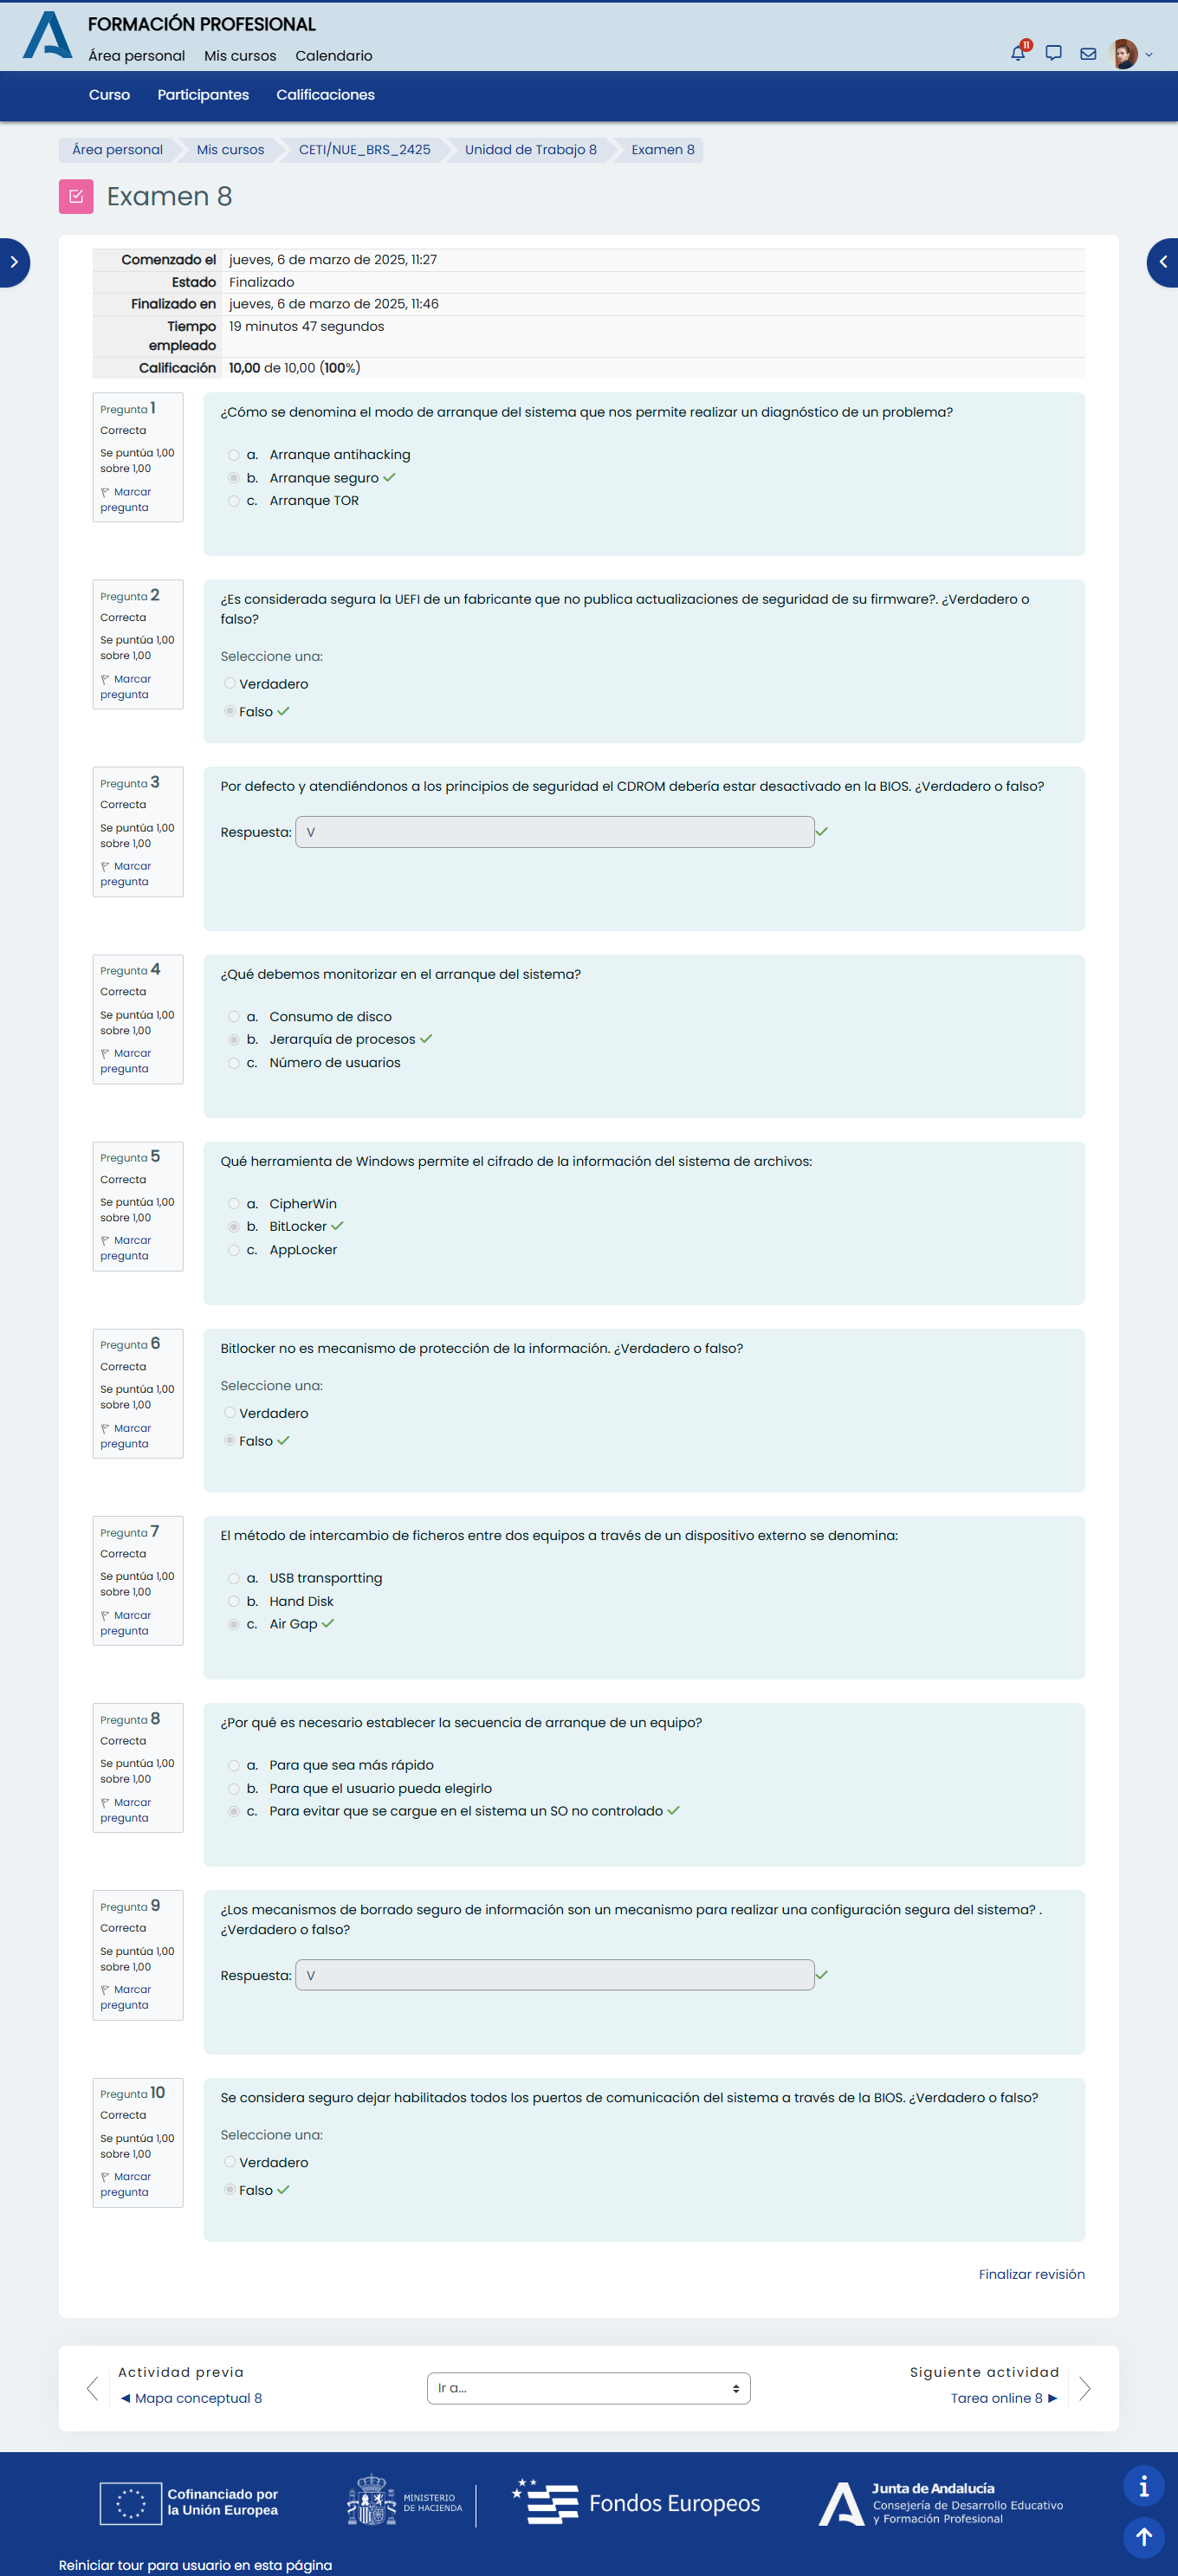 FORMACIÓN PROFESIONAL
Área personal Mis cursos Calendario
11
Curso Participantes Calificaciones
Área personal Mis cursos CETI/NUE_BRS_2425 Unidad de Trabajo 8 Examen 8
Examen 8
Comenzado el jueves, 6 de marzo de 2025, 11:27
Estado Finalizado
Finalizado en jueves, 6 de marzo de 2025, 11:46
Tiempo empleado 19 minutos 47 segundos
Calificación 10,00 de 10,00 (100%)
Pregunta 1
Correcta
Se puntúa 1,00
sobre 1,00
Marcar
pregunta
¿Cómo se denomina el modo de arranque del sistema que nos permite realizar un diagnóstico de un problema?
a. Arranque antihacking
b. Arranque seguro
c. Arranque TOR
Pregunta 2
Correcta
Se puntúa 1,00
sobre 1,00
Marcar
pregunta
¿Es considerada segura la UEFI de un fabricante que no publica actualizaciones de seguridad de su firmware?. ¿Verdadero o
falso?
Seleccione una:
Verdadero
Falso
Pregunta 3
Correcta
Se puntúa 1,00
sobre 1,00
Marcar
pregunta
Por defecto y atendiéndonos a los principios de seguridad el CDROM debería estar desactivado en la BIOS. ¿Verdadero o falso?
Respuesta: V
Pregunta 4
Correcta
Se puntúa 1,00
sobre 1,00
Marcar
pregunta
¿Qué debemos monitorizar en el arranque del sistema?
a. Consumo de disco
b. Jerarquía de procesos
c. Número de usuarios
Pregunta 5
Correcta
Se puntúa 1,00
sobre 1,00
Marcar
pregunta
Qué herramienta de Windows permite el cifrado de la información del sistema de archivos:
a. CipherWin
b. BitLocker
c. AppLocker
Pregunta 6
Correcta
Se puntúa 1,00
sobre 1,00
Marcar
pregunta
Bitlocker no es mecanismo de protección de la información. ¿Verdadero o falso?
Seleccione una:
Verdadero
Falso
Pregunta 7
Correcta
Se puntúa 1,00
sobre 1,00
Marcar
pregunta
El método de intercambio de ficheros entre dos equipos a través de un dispositivo externo se denomina:
a. USB transportting
b. Hand Disk
c. Air Gap
Pregunta 8
Correcta
Se puntúa 1,00
sobre 1,00
Marcar
pregunta
¿Por qué es necesario establecer la secuencia de arranque de un equipo?
a. Para que sea más rápido
b. Para que el usuario pueda elegirlo
c. Para evitar que se cargue en el sistema un SO no controlado
Pregunta 9
Correcta
Se puntúa 1,00
sobre 1,00
Marcar
pregunta
¿Los mecanismos de borrado seguro de información son un mecanismo para realizar una configuración segura del sistema? .
¿Verdadero o falso?
Respuesta: V
Pregunta 10
Correcta
Se puntúa 1,00
sobre 1,00
Marcar
pregunta
Se considera seguro dejar habilitados todos los puertos de comunicación del sistema a través de la BIOS. ¿Verdadero o falso?
Seleccione una:
Verdadero
Falso
Finalizar revisión
Actividad previa
◄ Mapa conceptual 8
Ir a...
Siguiente actividad
Tarea online 8 ►
Cofinanciado por
la Unión Europea
MINISTERIO
DE HACIENDA
Fondos Europeos
Junta de Andalucía
Consejería de Desarrollo Educativo
y Formación Profesional
Reiniciar tour para usuario en esta página